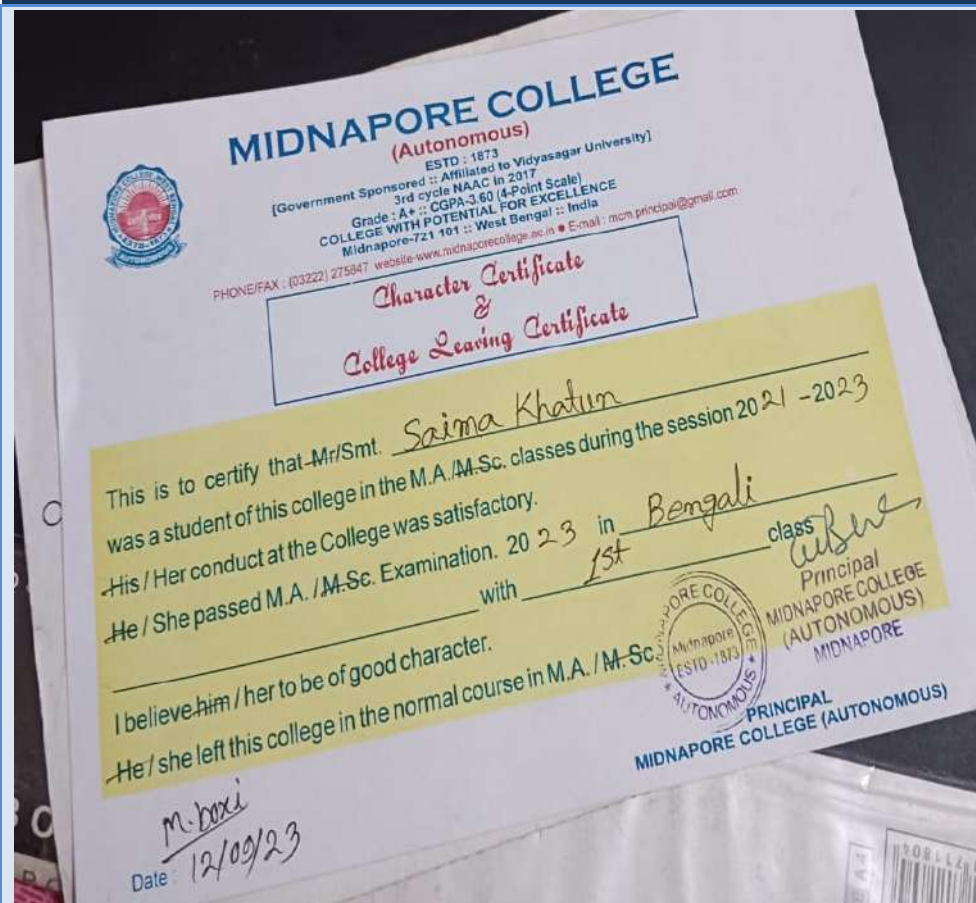 MIDNAPORE COLLEGE
(Autonomous)
ESTD : 1873
[Government Sponsored :: Affiliated to Vidyasagar University]
3rd cycle NAAC in 2017
Grade : A+ :: CGPA-3.60 (4-Point Scale)
COLLEGE WITH POTENTIAL FOR EXCELLENCE
Midnapore-721 101 :: West Bengal :: India
PHONE/FAX : (03222) 275847 website-www.midnaporecollege.ac.in ● E-mail : mcm.principal@gmail.com
Character Certificate
&
College Leaving Certificate
This is to certify that Mr/Smt. Saima Khatun
was a student of this college in the M.A./M.Sc. classes during the session 2021 - 2023
His / Her conduct at the College was satisfactory.
He / She passed M.A. / M.Sc. Examination. 2023 in Bengali
with 1st class
I believe him / her to be of good character.
He / she left this college in the normal course in M.A. / M.Sc.
Principal
MIDNAPORE COLLEGE
(AUTONOMOUS)
MIDNAPORE
MIDNAPORE COLLEGE
Midnapore
ESTD-1873
AUTONOMOUS
PRINCIPAL
MIDNAPORE COLLEGE (AUTONOMOUS)
M. boxi
Date : 12/09/23